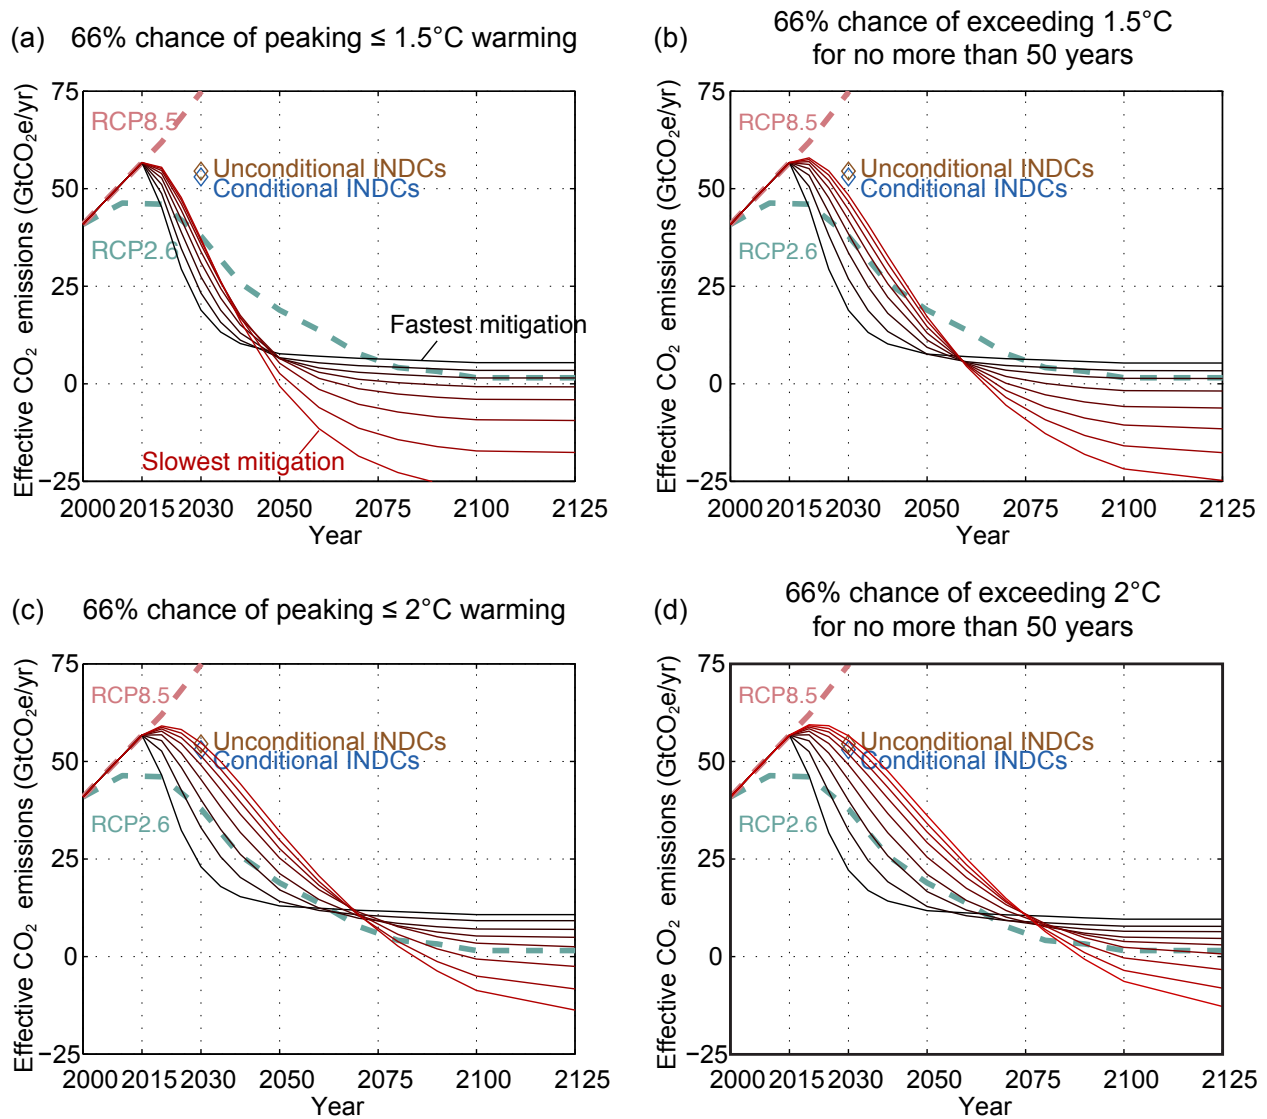 (a) 66% chance of peaking ≤ 1.5°C warming
Effective CO₂ emissions (GtCO₂e/yr)
75
50
25
0
−25
RCP8.5
Unconditional INDCs
Conditional INDCs
RCP2.6
Fastest mitigation
Slowest mitigation
2000 2015 2030 2050 2075 2100 2125
Year
(b) 66% chance of exceeding 1.5°C
for no more than 50 years
Effective CO₂ emissions (GtCO₂e/yr)
75
50
25
0
−25
RCP8.5
Unconditional INDCs
Conditional INDCs
RCP2.6
2000 2015 2030 2050 2075 2100 2125
Year
(c) 66% chance of peaking ≤ 2°C warming
Effective CO₂ emissions (GtCO₂e/yr)
75
50
25
0
−25
RCP8.5
Unconditional INDCs
Conditional INDCs
RCP2.6
2000 2015 2030 2050 2075 2100 2125
Year
(d) 66% chance of exceeding 2°C
for no more than 50 years
Effective CO₂ emissions (GtCO₂e/yr)
75
50
25
0
−25
RCP8.5
Unconditional INDCs
Conditional INDCs
RCP2.6
2000 2015 2030 2050 2075 2100 2125
Year